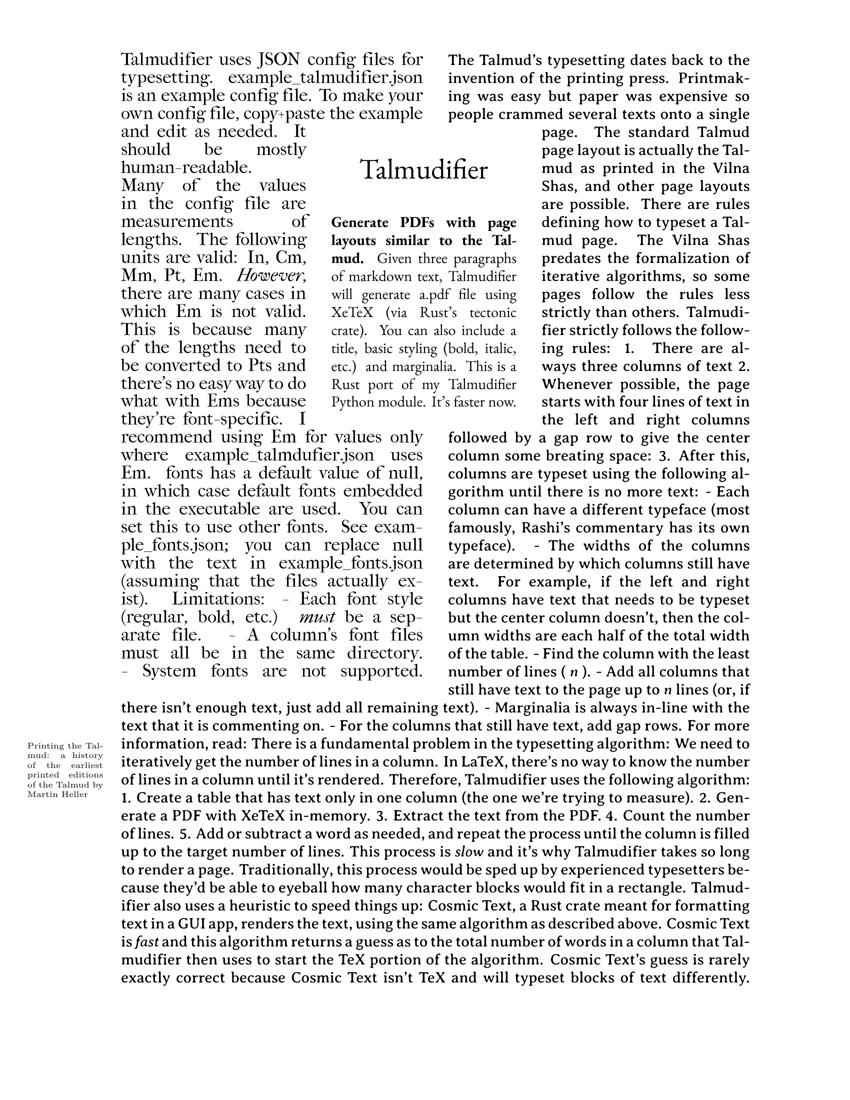 Talmudifier uses JSON config files for
typesetting. example_talmudifier.json
is an example config file. To make your
own config file, copy+paste the example
and edit as needed. It
should be mostly
human-readable.
Many of the values
in the config file are
measurements of
lengths. The following
units are valid: In, Cm,
Mm, Pt, Em. However,
there are many cases in
which Em is not valid.
This is because many
of the lengths need to
be converted to Pts and
there's no easy way to do
what with Ems because
they're font-specific. I
recommend using Em for values only
where example_talmdufier.json uses
Em. fonts has a default value of null,
in which case default fonts embedded
in the executable are used. You can
set this to use other fonts. See exam-
ple_fonts.json; you can replace null
with the text in example_fonts.json
(assuming that the files actually ex-
ist). Limitations: - Each font style
(regular, bold, etc.) must be a sep-
arate file. - A column's font files
must all be in the same directory.
- System fonts are not supported.
Talmudifier
Generate PDFs with page
layouts similar to the Tal-
mud. Given three paragraphs
of markdown text, Talmudifier
will generate a.pdf file using
XeTeX (via Rust's tectonic
crate). You can also include a
title, basic styling (bold, italic,
etc.) and marginalia. This is a
Rust port of my Talmudifier
Python module. It's faster now.
The Talmud's typesetting dates back to the
invention of the printing press. Printmak-
ing was easy but paper was expensive so
people crammed several texts onto a single
page. The standard Talmud
page layout is actually the Tal-
mud as printed in the Vilna
Shas, and other page layouts
are possible. There are rules
defining how to typeset a Tal-
mud page. The Vilna Shas
predates the formalization of
iterative algorithms, so some
pages follow the rules less
strictly than others. Talmudi-
fier strictly follows the follow-
ing rules: 1. There are al-
ways three columns of text 2.
Whenever possible, the page
starts with four lines of text in
the left and right columns
followed by a gap row to give the center
column some breating space: 3. After this,
columns are typeset using the following al-
gorithm until there is no more text: - Each
column can have a different typeface (most
famously, Rashi's commentary has its own
typeface). - The widths of the columns
are determined by which columns still have
text. For example, if the left and right
columns have text that needs to be typeset
but the center column doesn't, then the col-
umn widths are each half of the total width
of the table. - Find the column with the least
number of lines ( n ). - Add all columns that
still have text to the page up to n lines (or, if
there isn't enough text, just add all remaining text). - Marginalia is always in-line with the
text that it is commenting on. - For the columns that still have text, add gap rows. For more
information, read: There is a fundamental problem in the typesetting algorithm: We need to
iteratively get the number of lines in a column. In LaTeX, there's no way to know the number
of lines in a column until it's rendered. Therefore, Talmudifier uses the following algorithm:
1. Create a table that has text only in one column (the one we're trying to measure). 2. Gen-
erate a PDF with XeTeX in-memory. 3. Extract the text from the PDF. 4. Count the number
of lines. 5. Add or subtract a word as needed, and repeat the process until the column is filled
up to the target number of lines. This process is slow and it's why Talmudifier takes so long
to render a page. Traditionally, this process would be sped up by experienced typesetters be-
cause they'd be able to eyeball how many character blocks would fit in a rectangle. Talmud-
ifier also uses a heuristic to speed things up: Cosmic Text, a Rust crate meant for formatting
text in a GUI app, renders the text, using the same algorithm as described above. Cosmic Text
is fast and this algorithm returns a guess as to the total number of words in a column that Tal-
mudifier then uses to start the TeX portion of the algorithm. Cosmic Text's guess is rarely
exactly correct because Cosmic Text isn't TeX and will typeset blocks of text differently.
Printing the Tal-
mud: a history
of the earliest
printed editions
of the Talmud by
Martin Heller